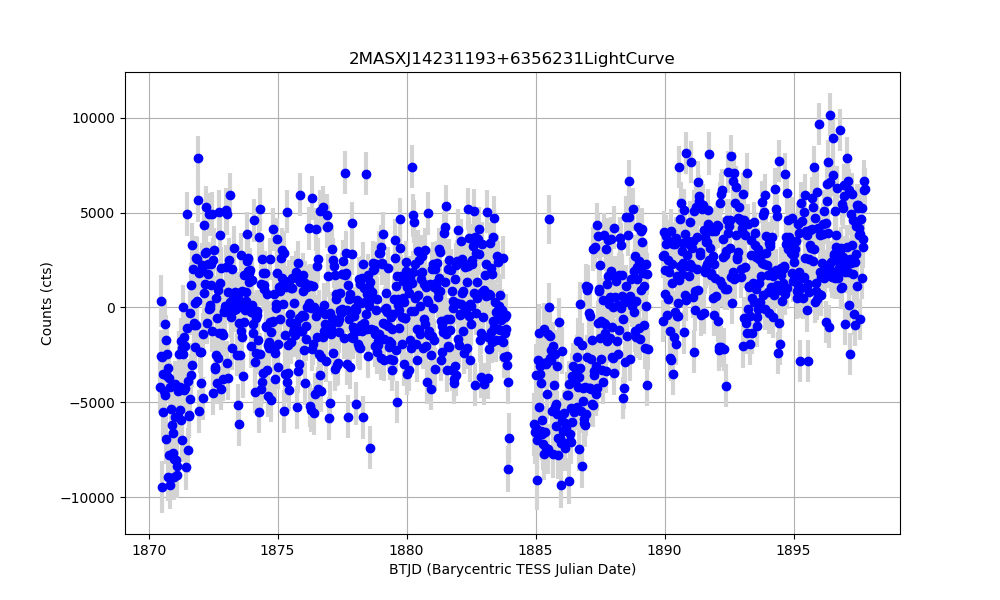 2MASXJ14231193+6356231LightCurve
10000
5000
0
−5000
−10000
Counts (cts)
1870 1875 1880 1885 1890 1895
BTJD (Barycentric TESS Julian Date)